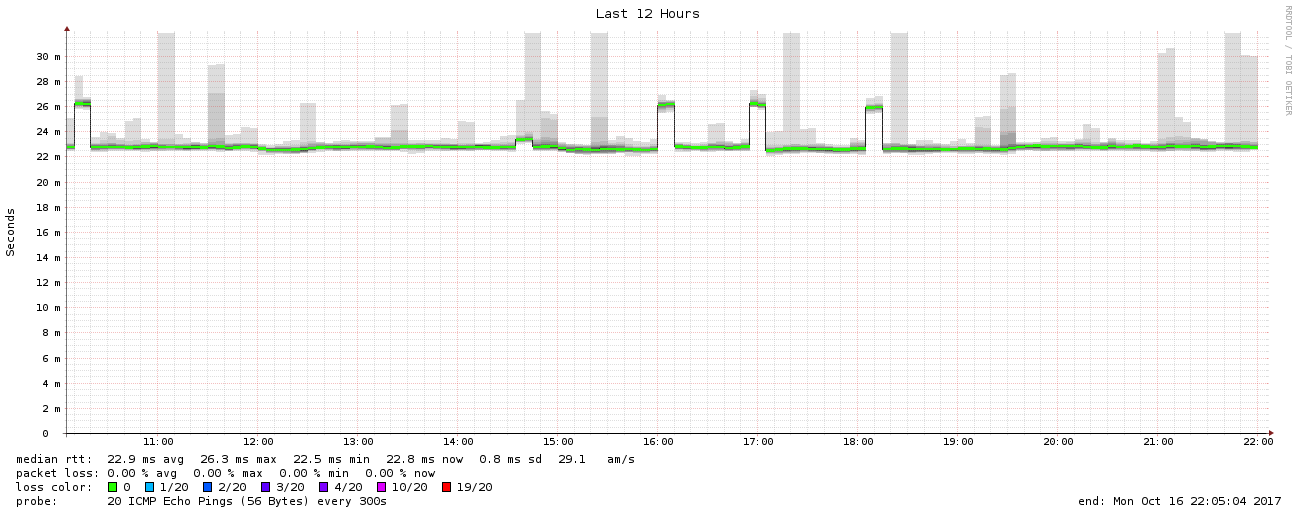 Last 12 Hours
RRDTOOL / TOBI OETIKER
Seconds
30 m
28 m
26 m
24 m
22 m
20 m
18 m
16 m
14 m
12 m
10 m
8 m
6 m
4 m
2 m
0
11:00 12:00 13:00 14:00 15:00 16:00 17:00 18:00 19:00 20:00 21:00 22:00
median rtt: 22.9 ms avg 26.3 ms max 22.5 ms min 22.8 ms now 0.8 ms sd 29.1 am/s
packet loss: 0.00 % avg 0.00 % max 0.00 % min 0.00 % now
loss color: 0 1/20 2/20 3/20 4/20 10/20 19/20
probe: 20 ICMP Echo Pings (56 Bytes) every 300s
end: Mon Oct 16 22:05:04 2017